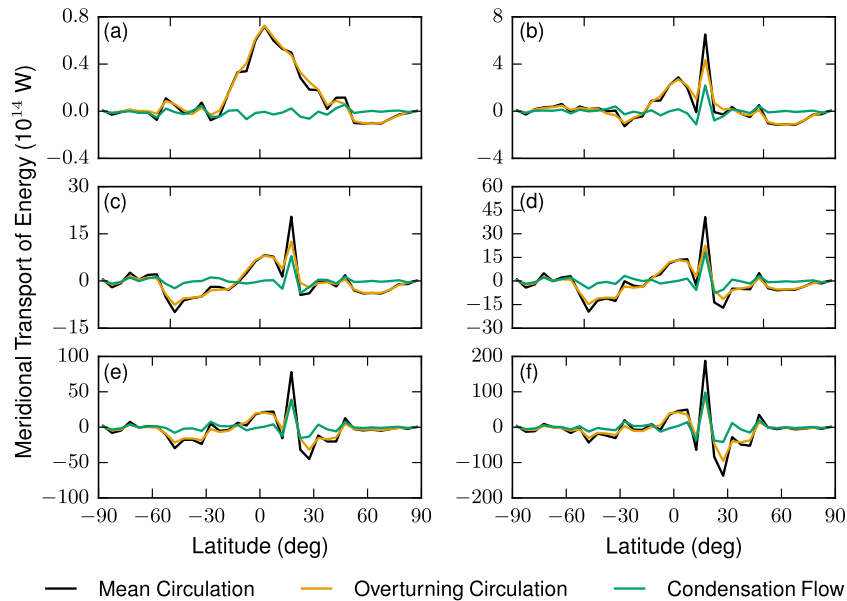 Meridional Transport of Energy (10^14 W)
(a)
0.8
0.4
0.0
−0.4
(b)
8
4
0
−4
(c)
30
15
0
−15
(d)
60
45
30
15
0
−15
−30
(e)
100
50
0
−50
−100
(f)
200
100
0
−100
−200
−90 −60 −30 0 30 60 90
−90 −60 −30 0 30 60 90
Latitude (deg)
Latitude (deg)
Mean Circulation Overturning Circulation Condensation Flow